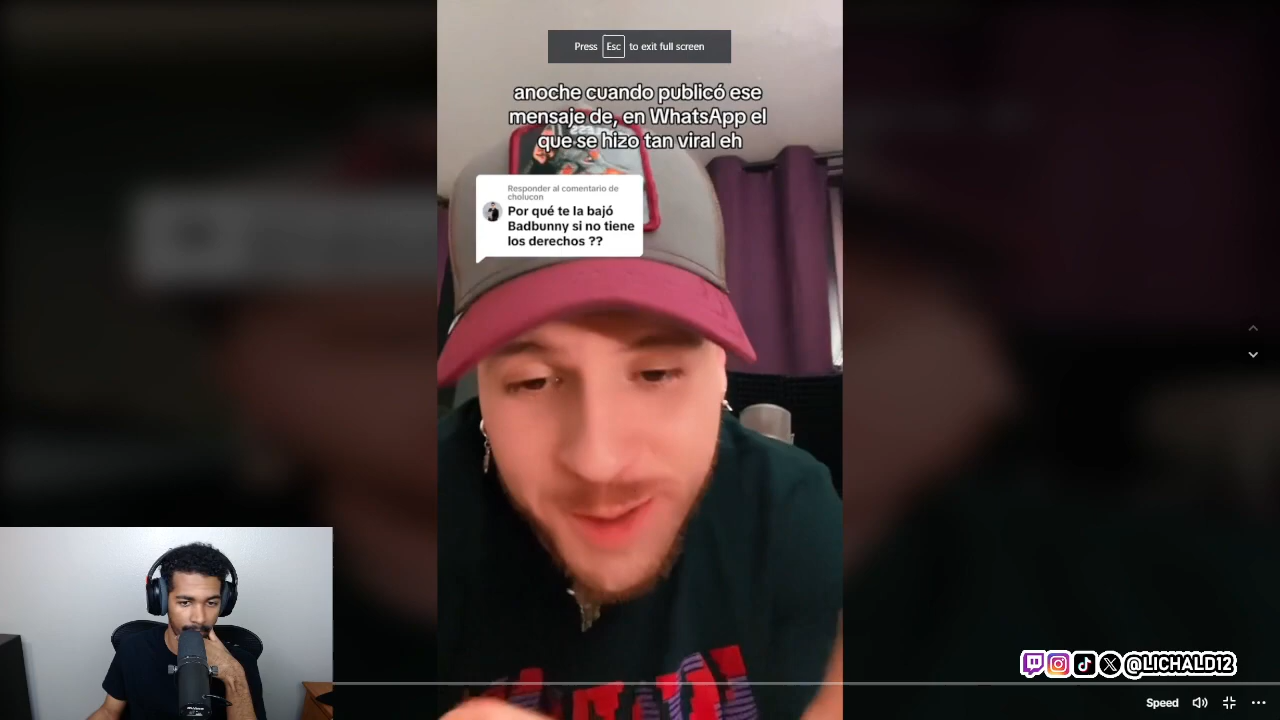 Press Esc to exit full screen
anoche cuando publicó ese
mensaje de, en WhatsApp el
que se hizo tan viral eh
Responder al comentario de
cholucon
Por qué te la bajó
Badbunny si no tiene
los derechos ??
@LICHALD12
Speed